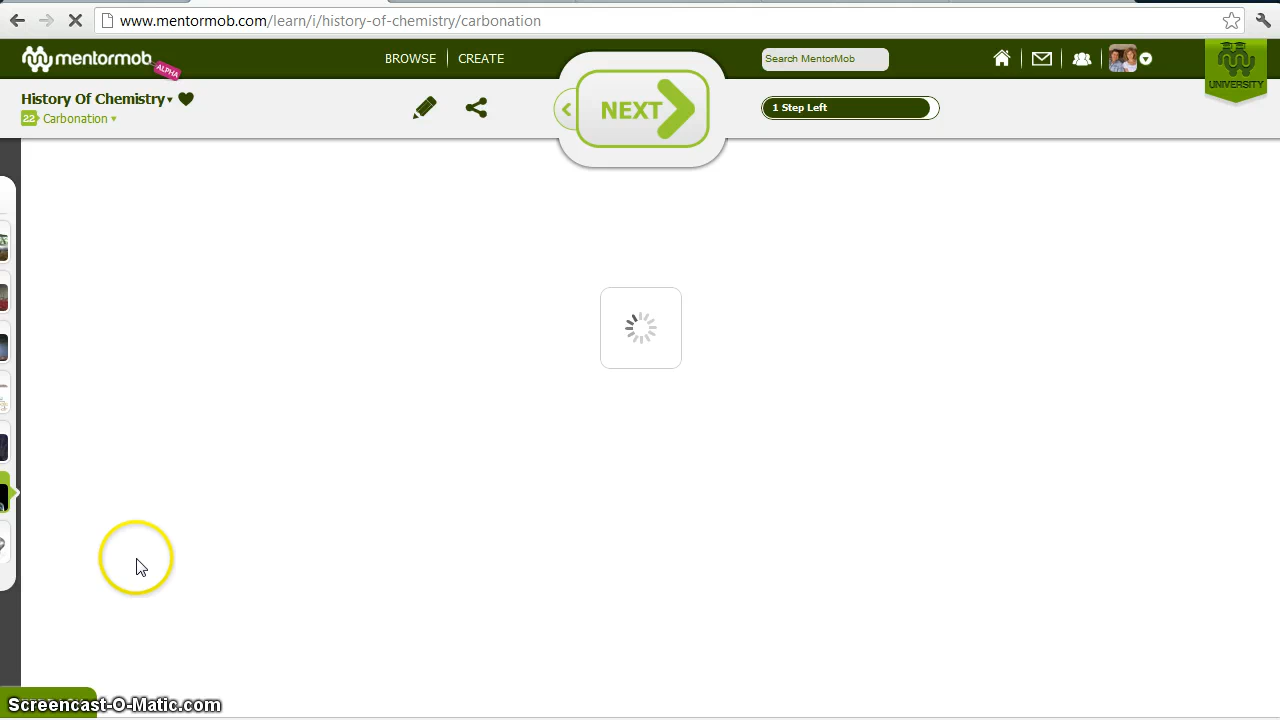 www.mentormob.com/learn/i/history-of-chemistry/carbonation
mentormob
ALPHA
BROWSE
CREATE
Search MentorMob
UNIVERSITY
History Of Chemistry
22 Carbonation
NEXT
1 Step Left
Screencast-O-Matic.com